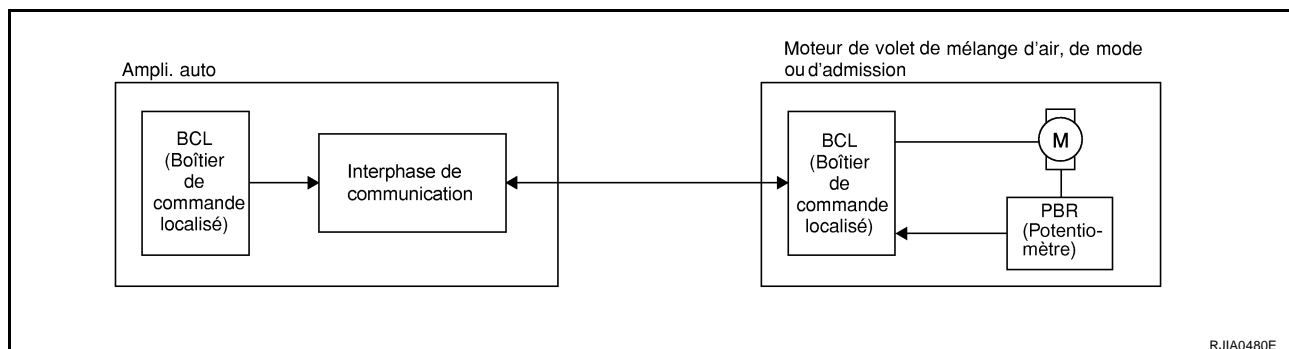 Ampli. auto
BCL
(Boîtier
de
commande
localisé)
Interphase de
communication
Moteur de volet de mélange d'air, de mode
ou d'admission
BCL
(Boîtier
de
commande
localisé)
M
PBR
(Potentio-
mètre)
RJIA0480E